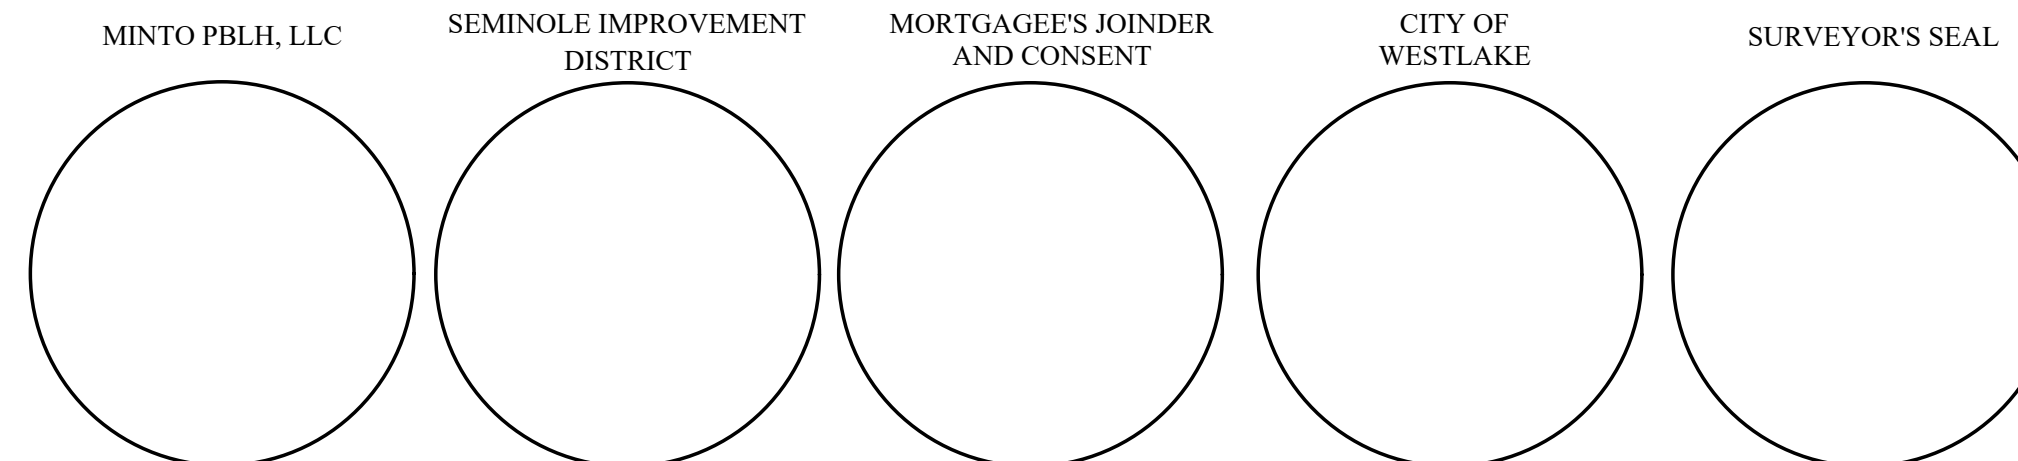 MINTO PBLH, LLC
SEMINOLE IMPROVEMENT
DISTRICT
MORTGAGEE'S JOINDER
AND CONSENT
CITY OF
WESTLAKE
SURVEYOR'S SEAL